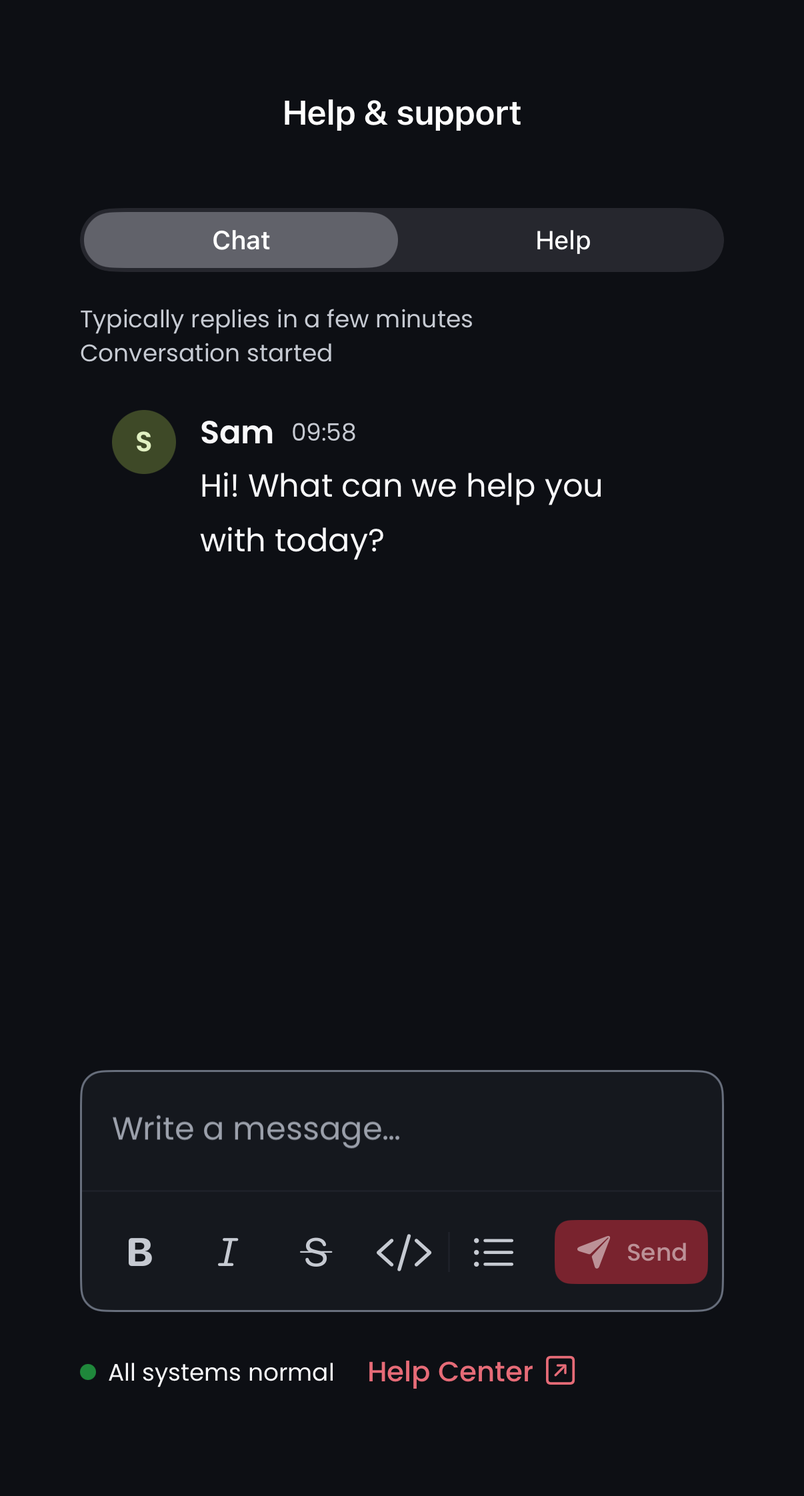 Help & support
Chat Help
Typically replies in a few minutes
Conversation started
S Sam 09:58
Hi! What can we help you
with today?
Write a message...
B I S </> Send
All systems normal Help Center